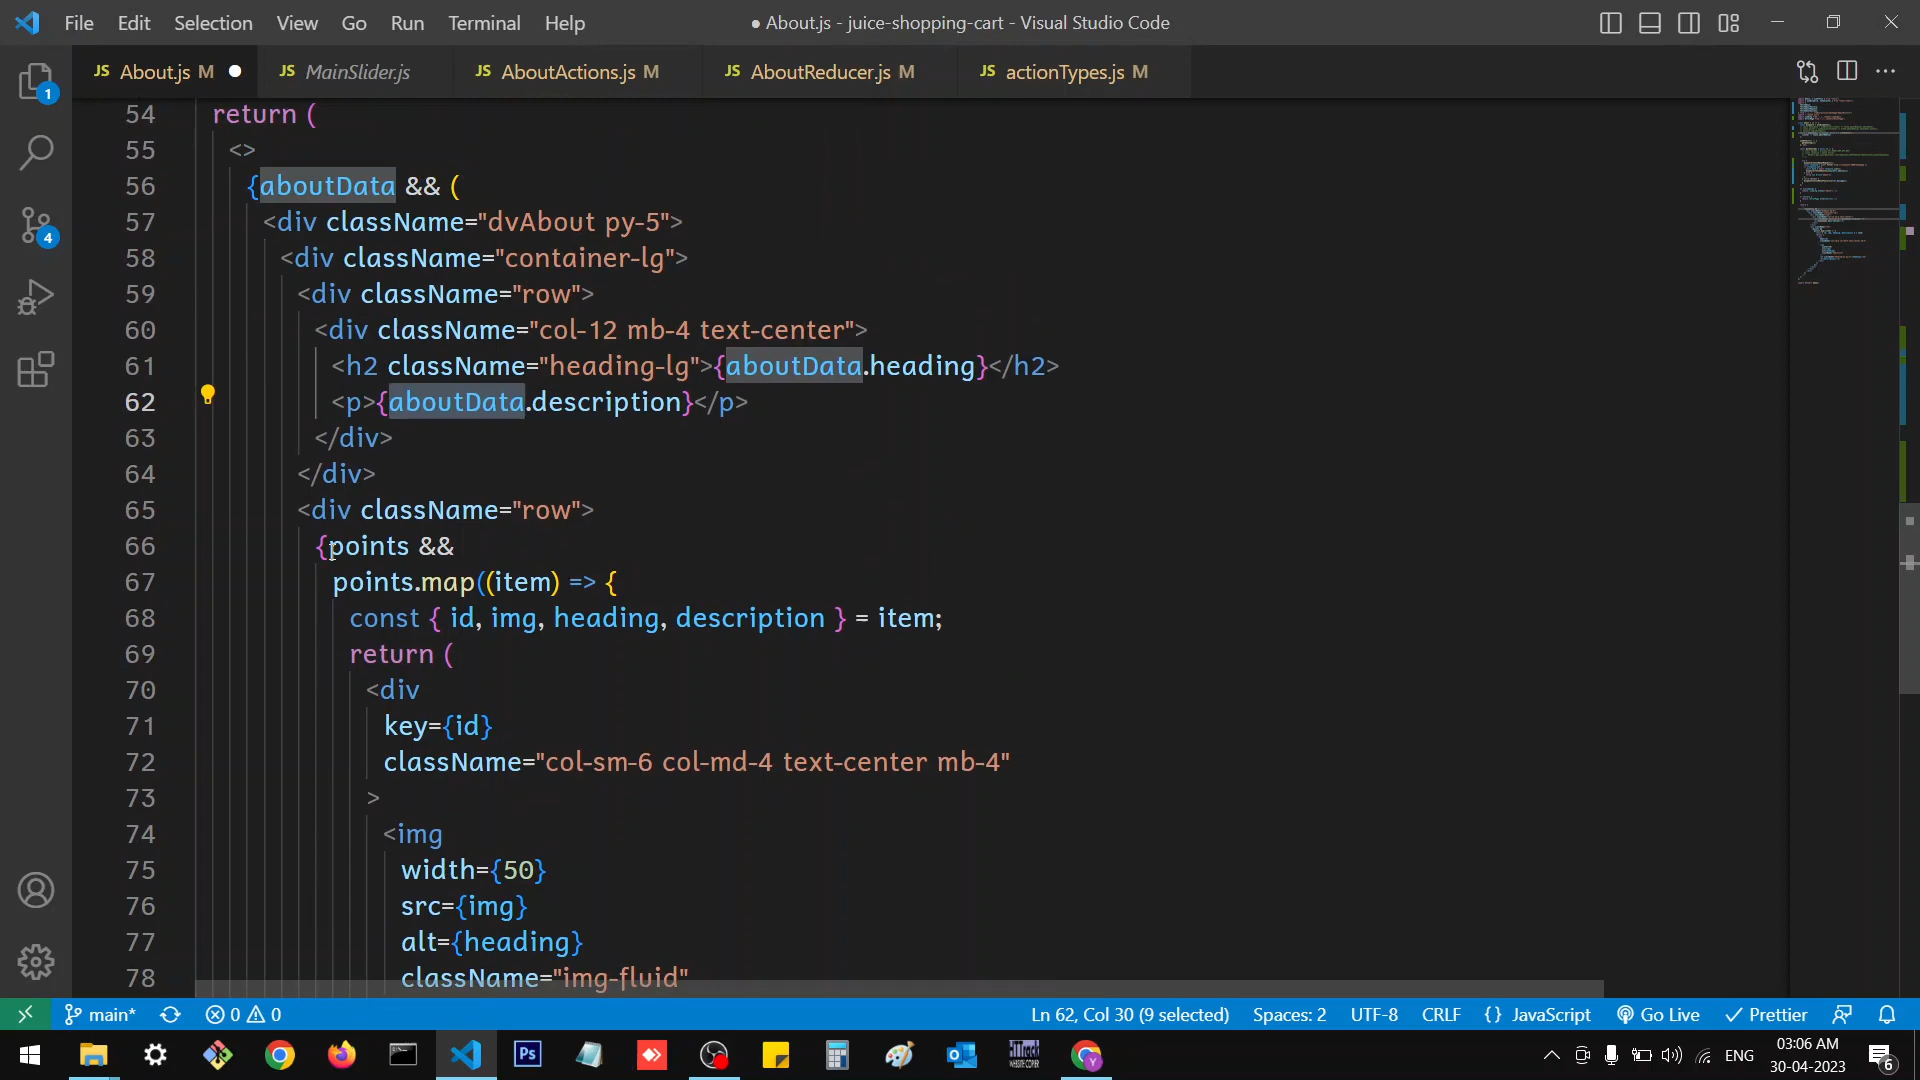 File Edit Selection View Go Run Terminal Help
● About.js - juice-shopping-cart - Visual Studio Code
JS About.js M ●
JS MainSlider.js
JS AboutActions.js M
JS AboutReducer.js M
JS actionTypes.js M
1
4
54 return (
55 <>
56 {aboutData && (
57 <div className="dvAbout py-5">
58 <div className="container-lg">
59 <div className="row">
60 <div className="col-12 mb-4 text-center">
61 <h2 className="heading-lg">{aboutData.heading}</h2>
62 <p>{aboutData.description}</p>
63 </div>
64 </div>
65 <div className="row">
66 {points &&
67 points.map((item) => {
68 const { id, img, heading, description } = item;
69 return (
70 <div
71 key={id}
72 className="col-sm-6 col-md-4 text-center mb-4"
73 >
74 <img
75 width={50}
76 src={img}
77 alt={heading}
78 className="img-fluid"
main* 0 0 Ln 62, Col 30 (9 selected) Spaces: 2 UTF-8 CRLF {} JavaScript Go Live Prettier
Ps
ENG
03:06 AM
30-04-2023
6